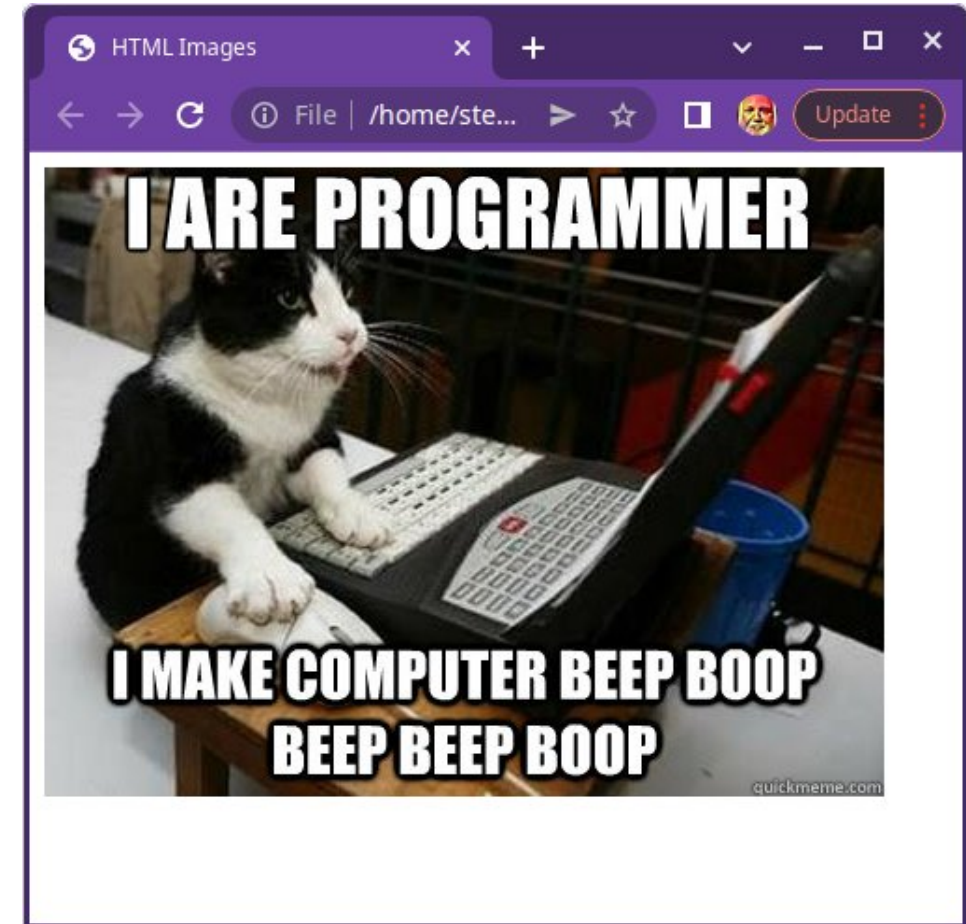 HTML Images
File /home/ste... Update
I ARE PROGRAMMER
I MAKE COMPUTER BEEP BOOP
BEEP BEEP BOOP
quickmeme.com